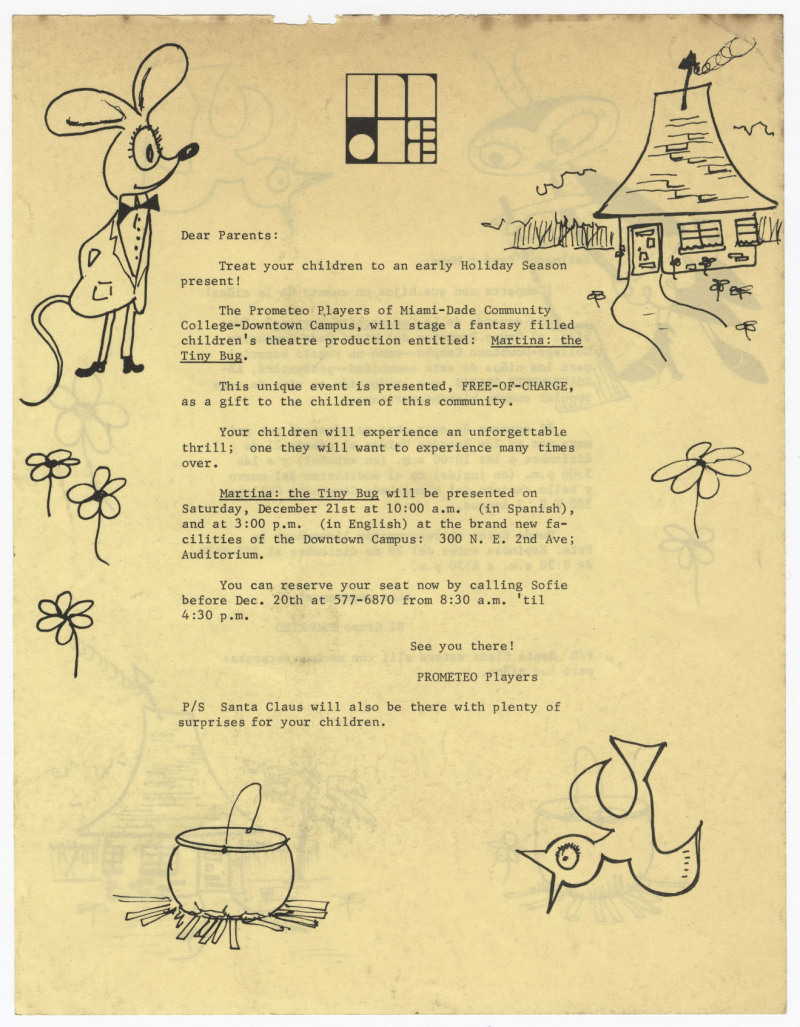 Dear Parents:
Treat your children to an early Holiday Season
present!
The Prometeo Players of Miami-Dade Community
College-Downtown Campus, will stage a fantasy filled
children's theatre production entitled: Martina: the
Tiny Bug.
This unique event is presented, FREE-OF-CHARGE,
as a gift to the children of this community.
Your children will experience an unforgettable
thrill; one they will want to experience many times
over.
Martina: the Tiny Bug will be presented on
Saturday, December 21st at 10:00 a.m. (in Spanish),
and at 3:00 p.m. (in English) at the brand new fa-
cilities of the Downtown Campus: 300 N. E. 2nd Ave;
Auditorium.
You can reserve your seat now by calling Sofie
before Dec. 20th at 577-6870 from 8:30 a.m. 'til
4:30 p.m.
See you there!
PROMETEO Players
P/S Santa Claus will also be there with plenty of
surprises for your children.